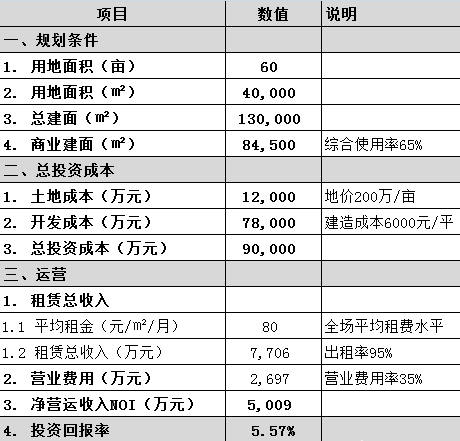 项目 数值 说明
一、规划条件
1. 用地面积（亩） 60
2. 用地面积（㎡） 40,000
3. 总建面（㎡） 130,000
4. 商业建面（㎡） 84,500 综合使用率65%
二、总投资成本
1. 土地成本（万元） 12,000 地价200万/亩
2. 开发成本（万元） 78,000 建造成本6000元/平
3. 总投资成本（万元） 90,000
三、运营
1. 租赁总收入
1.1 平均租金（元/㎡/月） 80 全场平均租费水平
1.2 租赁总收入（万元） 7,706 出租率95%
2. 营业费用（万元） 2,697 营业费用率35%
3. 净营运收入NOI（万元） 5,009
4. 投资回报率 5.57%